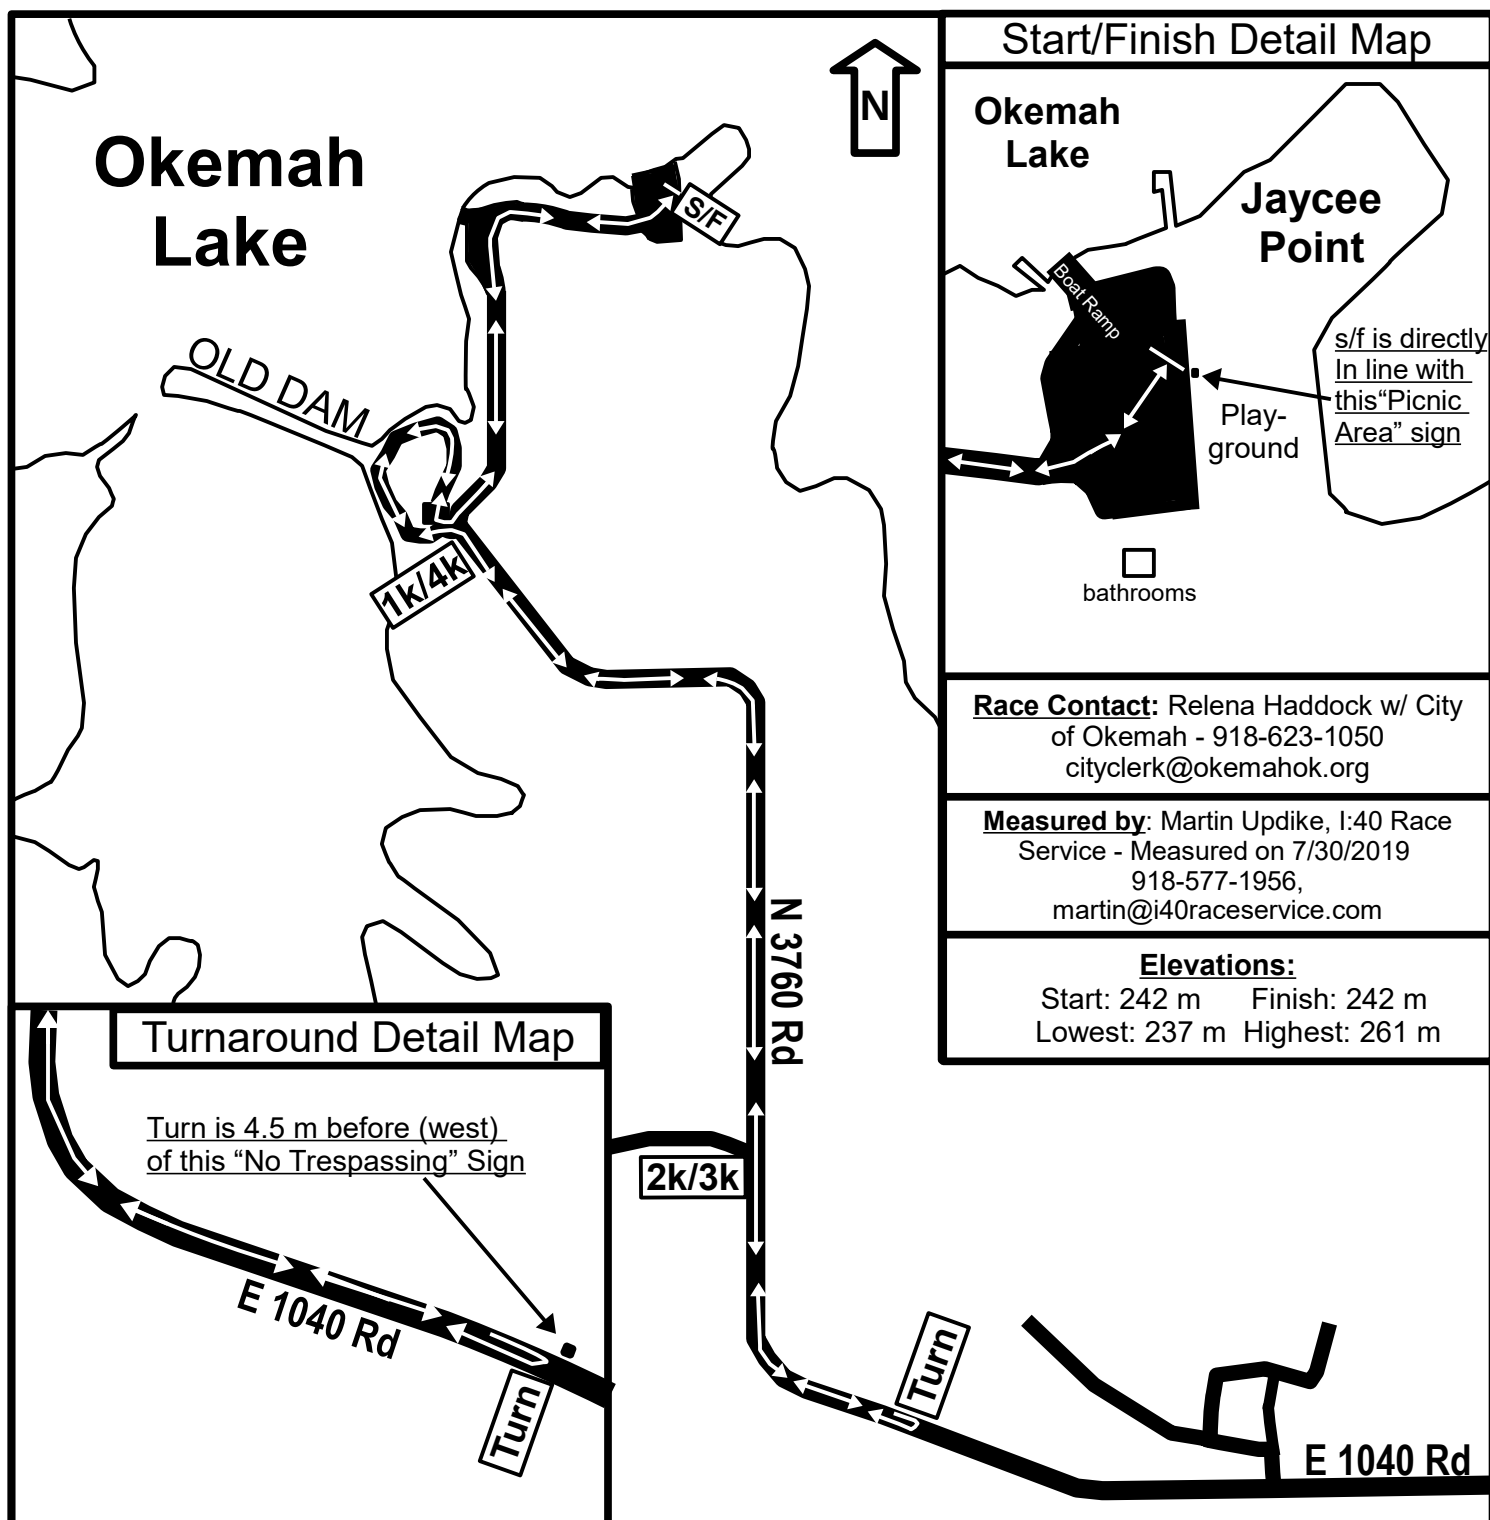 Okemah
Lake
N
S/F
OLD DAM
1k/4k
N 3760 Rd
2k/3k
Turn
E 1040 Rd
Start/Finish Detail Map
Okemah
Lake
Jaycee
Point
Boat Ramp
s/f is directly
In line with
this“Picnic
Area” sign
Play-
ground
bathrooms
Race Contact: Relena Haddock w/ City
of Okemah - 918-623-1050
cityclerk@okemahok.org
Measured by: Martin Updike, I:40 Race
Service - Measured on 7/30/2019
918-577-1956,
martin@i40raceservice.com
Elevations:
Start: 242 m Finish: 242 m
Lowest: 237 m Highest: 261 m
Turnaround Detail Map
Turn is 4.5 m before (west)
of this “No Trespassing” Sign
E 1040 Rd
Turn